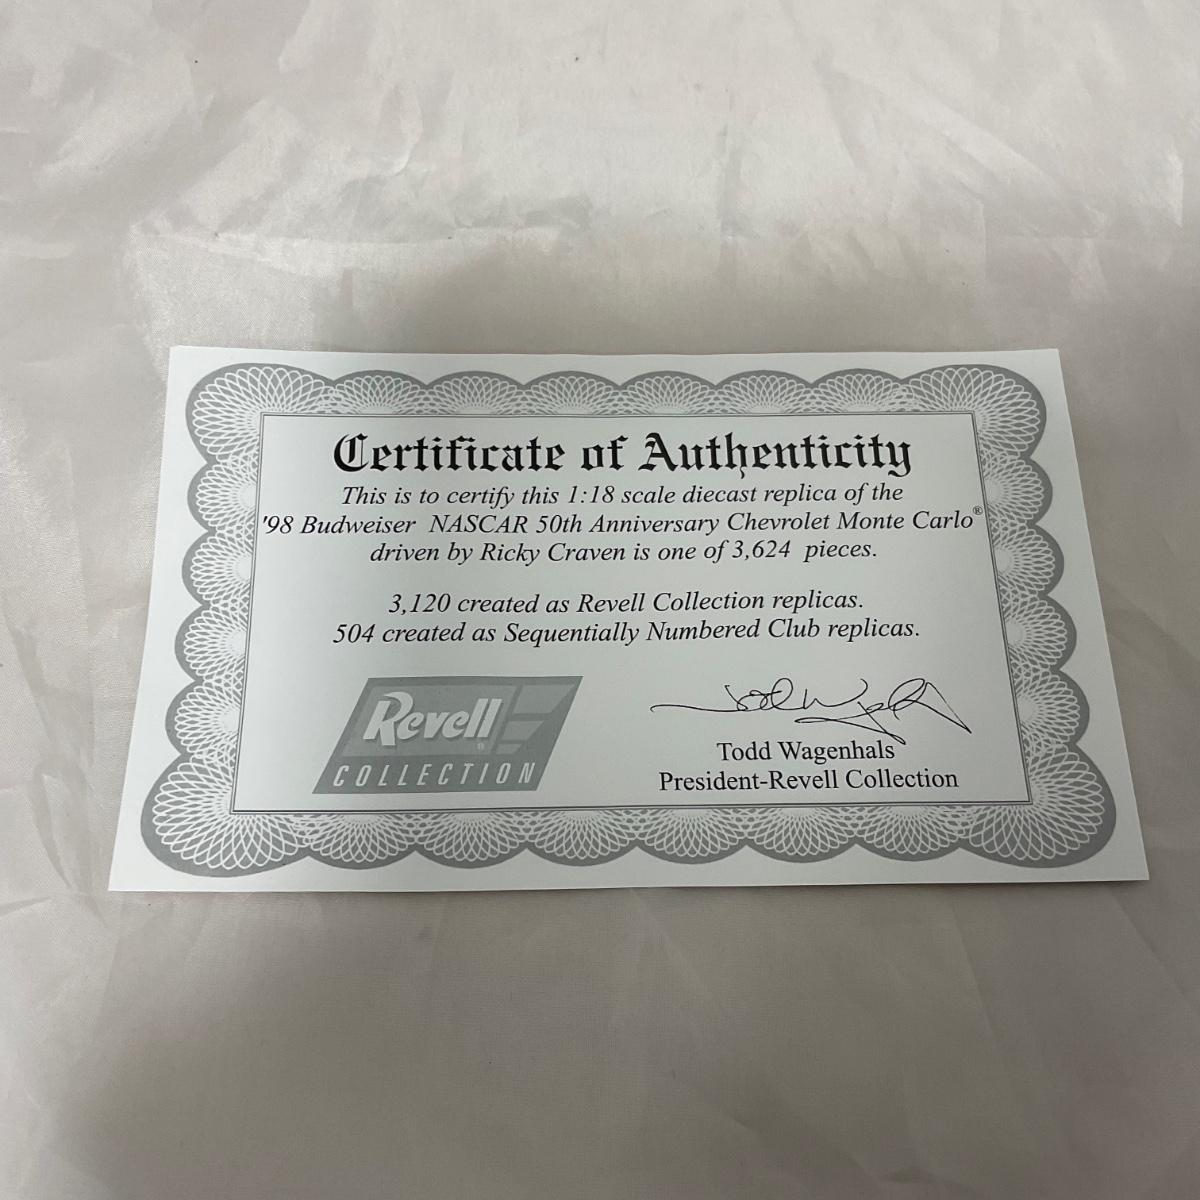 Certificate of Authenticity
This is to certify this 1:18 scale diecast replica of the
'98 Budweiser NASCAR 50th Anniversary Chevrolet Monte Carlo®
driven by Ricky Craven is one of 3,624 pieces.
3,120 created as Revell Collection replicas.
504 created as Sequentially Numbered Club replicas.
Revell®
COLLECTION
Todd Wagenhals
President-Revell Collection